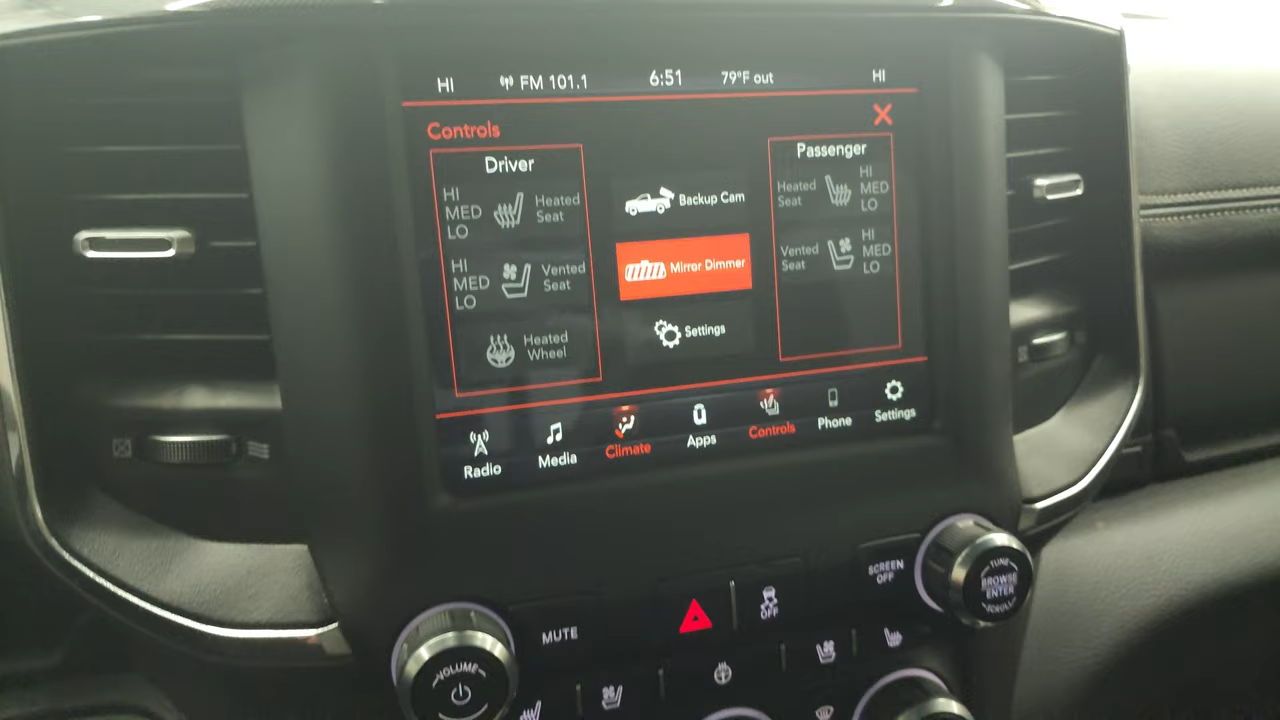 HI FM 101.1 6:51 79°F out HI
Controls X
Driver
HI
MED
LO
Heated
Seat
HI
MED
LO
Vented
Seat
Heated
Wheel
Backup Cam
Mirror Dimmer
Settings
Passenger
Heated
Seat
HI
MED
LO
Vented
Seat
HI
MED
LO
Radio Media Climate Apps Controls Phone Settings
SCREEN
OFF
TUNE
BROWSE
ENTER
SCROLL
MUTE
OFF
VOLUME